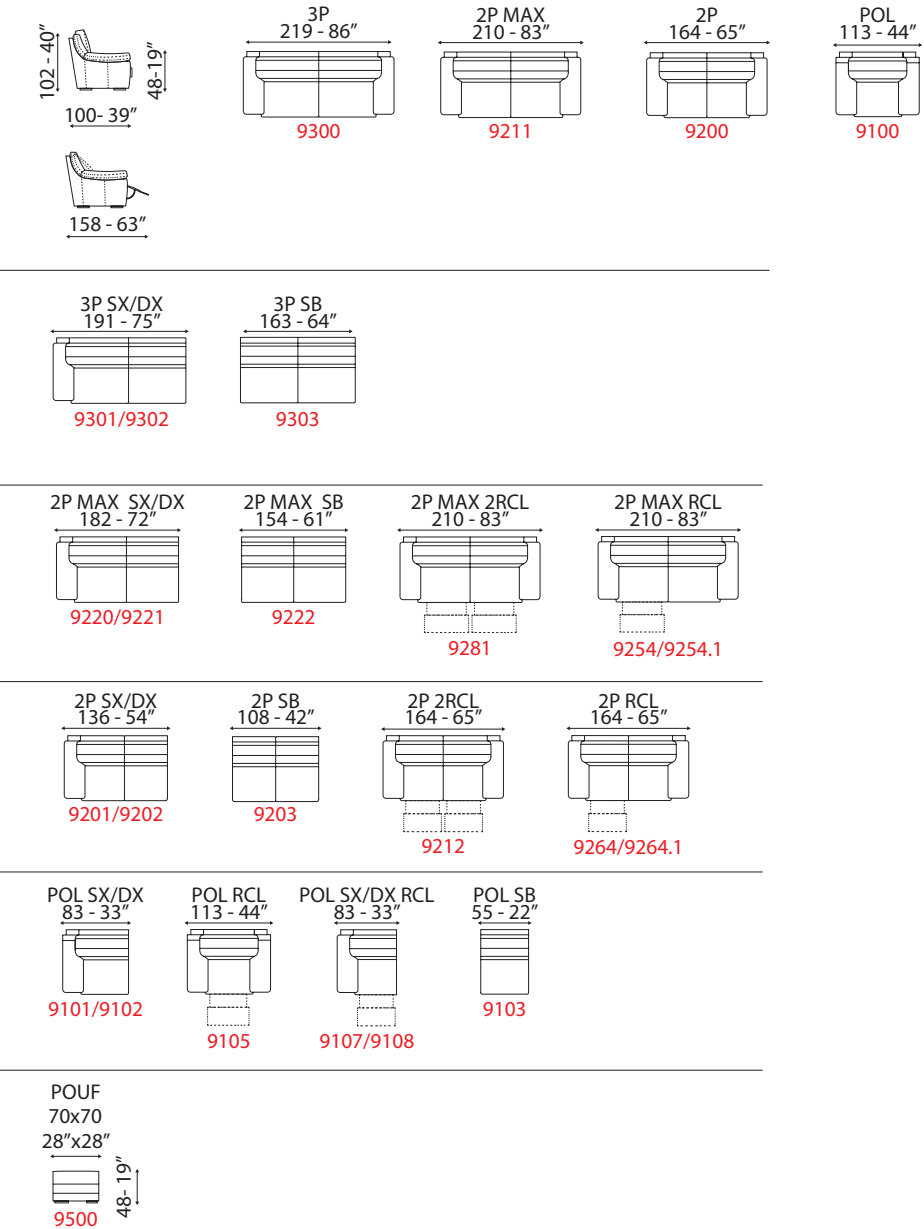 102 - 40"
48-19"
100- 39"
3P
219 - 86"
9300
2P MAX
210 - 83"
9211
2P
164 - 65"
9200
POL
113 - 44"
9100
158 - 63"
3P SX/DX
191 - 75"
9301/9302
3P SB
163 - 64"
9303
2P MAX SX/DX
182 - 72"
9220/9221
2P MAX SB
154 - 61"
9222
2P MAX 2RCL
210 - 83"
9281
2P MAX RCL
210 - 83"
9254/9254.1
2P SX/DX
136 - 54"
9201/9202
2P SB
108 - 42"
9203
2P 2RCL
164 - 65"
9212
2P RCL
164 - 65"
9264/9264.1
POL SX/DX
83 - 33"
9101/9102
POL RCL
113 - 44"
9105
POL SX/DX RCL
83 - 33"
9107/9108
POL SB
55 - 22"
9103
POUF
70x70
28"x28"
48- 19"
9500